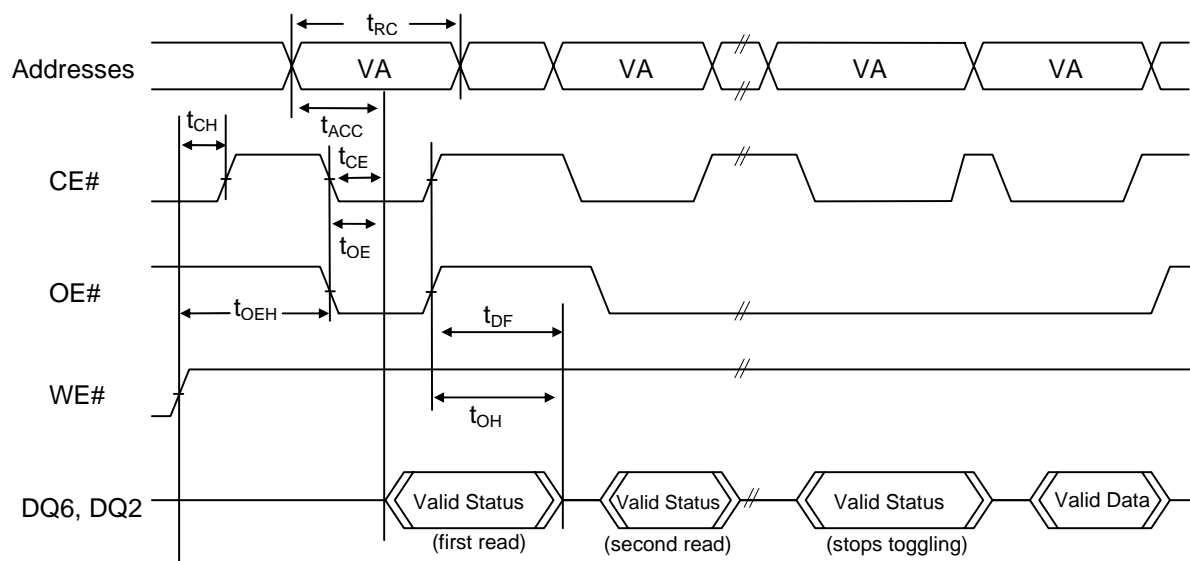 tRC
Addresses
VA
VA
VA
VA
tCH
tACC
tCE
CE#
tOE
OE#
tOEH
tDF
WE#
tOH
DQ6, DQ2
Valid Status
Valid Status
Valid Status
Valid Data
(first read)
(second read)
(stops toggling)